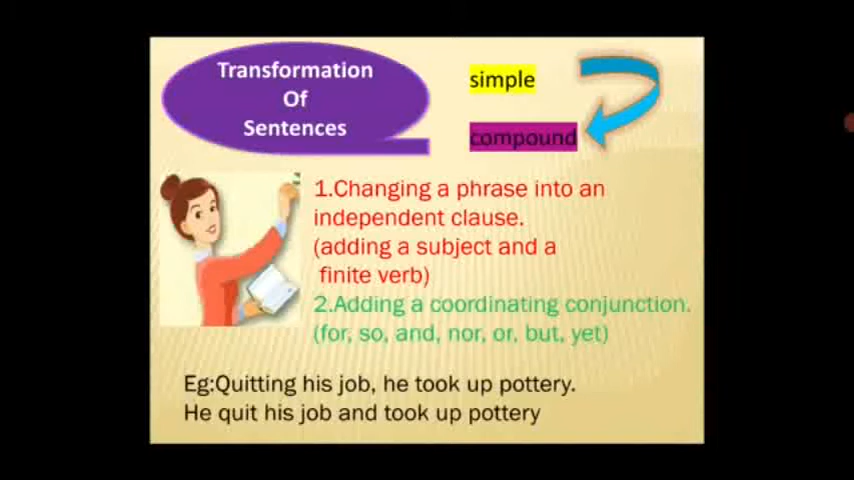 Transformation
Of
Sentences
simple
compound
1.Changing a phrase into an
independent clause.
(adding a subject and a
finite verb)
2.Adding a coordinating conjunction.
(for, so, and, nor, or, but, yet)
Eg:Quitting his job, he took up pottery.
He quit his job and took up pottery